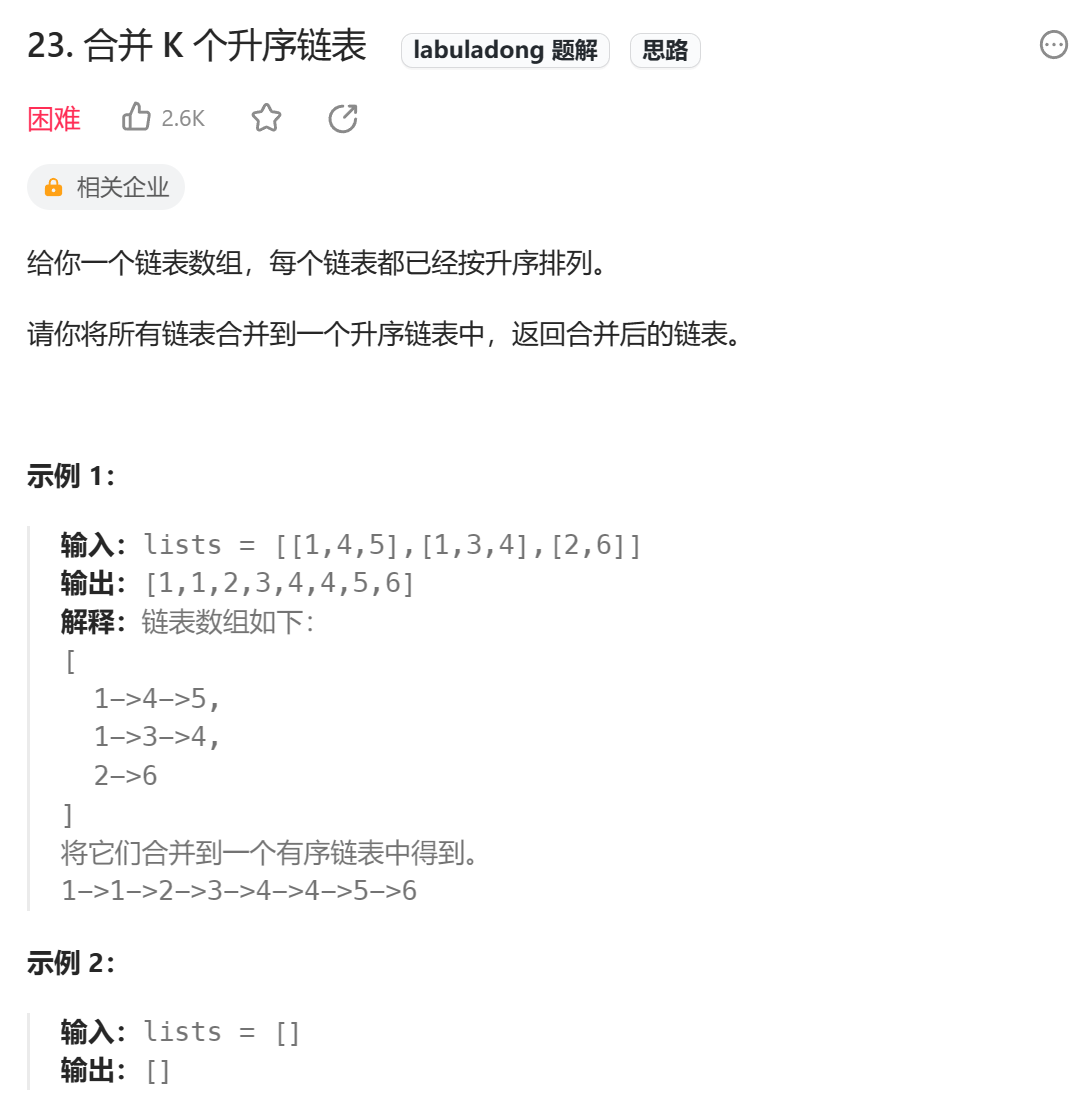 23. 合并 K 个升序链表 labuladong 题解 思路
困难 2.6K
相关企业
给你一个链表数组，每个链表都已经按升序排列。
请你将所有链表合并到一个升序链表中，返回合并后的链表。
示例 1：
输入：lists = [[1,4,5],[1,3,4],[2,6]]
输出：[1,1,2,3,4,4,5,6]
解释：链表数组如下：
[
1->4->5,
1->3->4,
2->6
]
将它们合并到一个有序链表中得到。
1->1->2->3->4->4->5->6
示例 2：
输入：lists = []
输出：[]